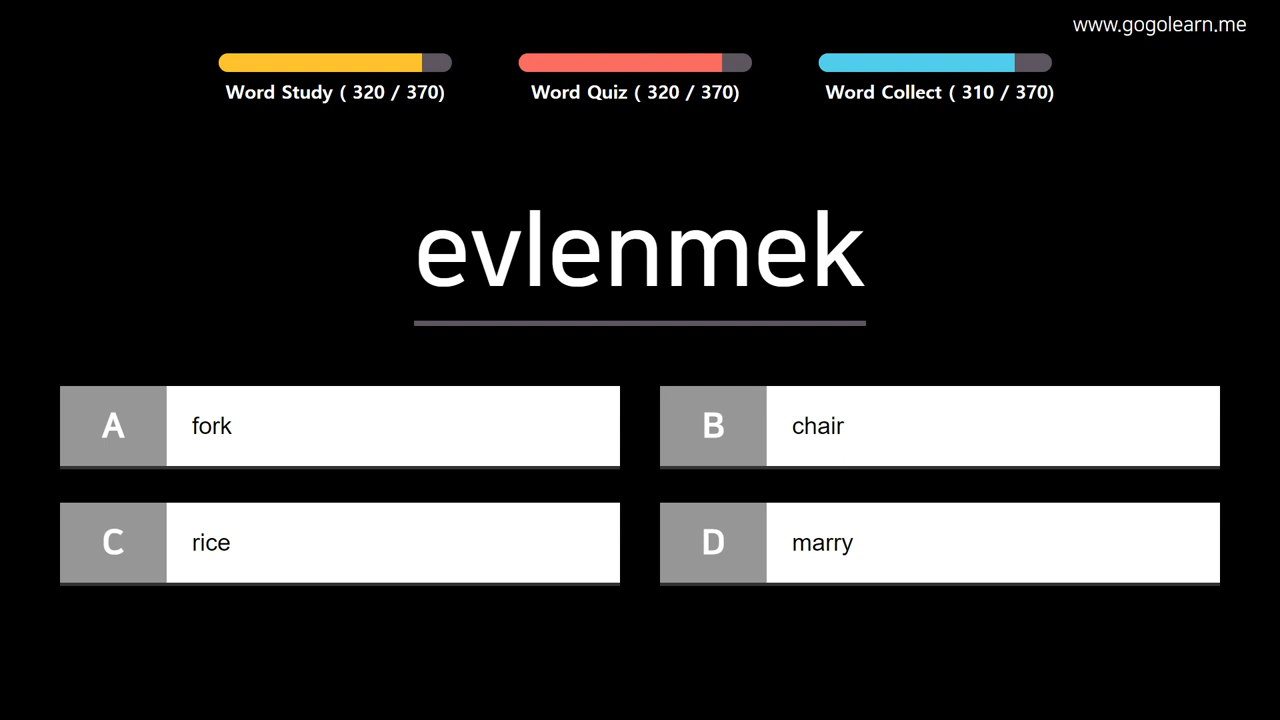 www.gogolearn.me
Word Study ( 320 / 370)
Word Quiz ( 320 / 370)
Word Collect ( 310 / 370)
evlenmek
A fork
B chair
C rice
D marry